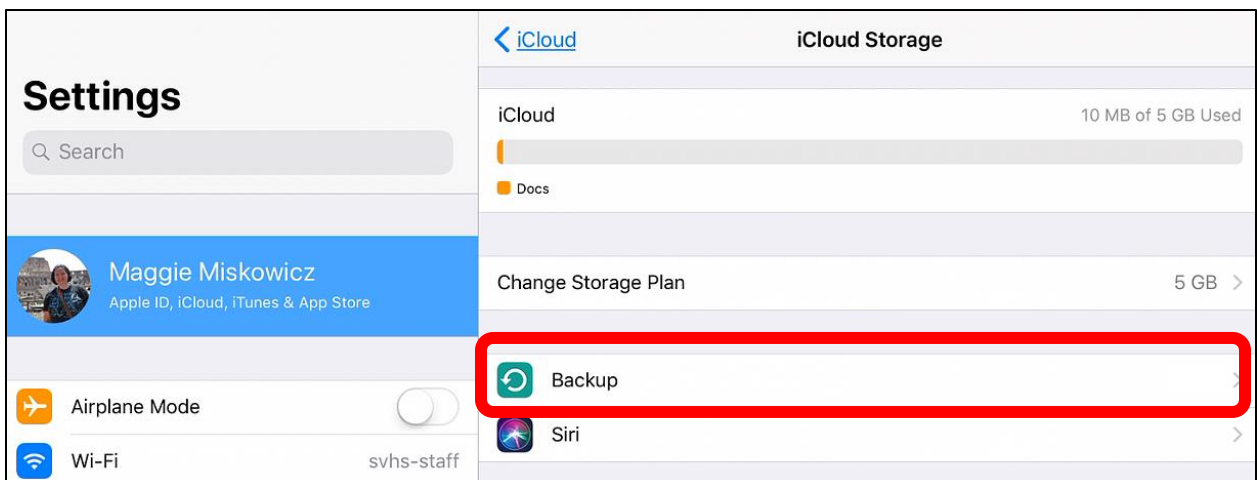 Settings
Search
Maggie Miskowicz
Apple ID, iCloud, iTunes & App Store
Airplane Mode
Wi-Fi svhs-staff
iCloud
iCloud Storage
iCloud 10 MB of 5 GB Used
Docs
Change Storage Plan 5 GB
Backup
Siri